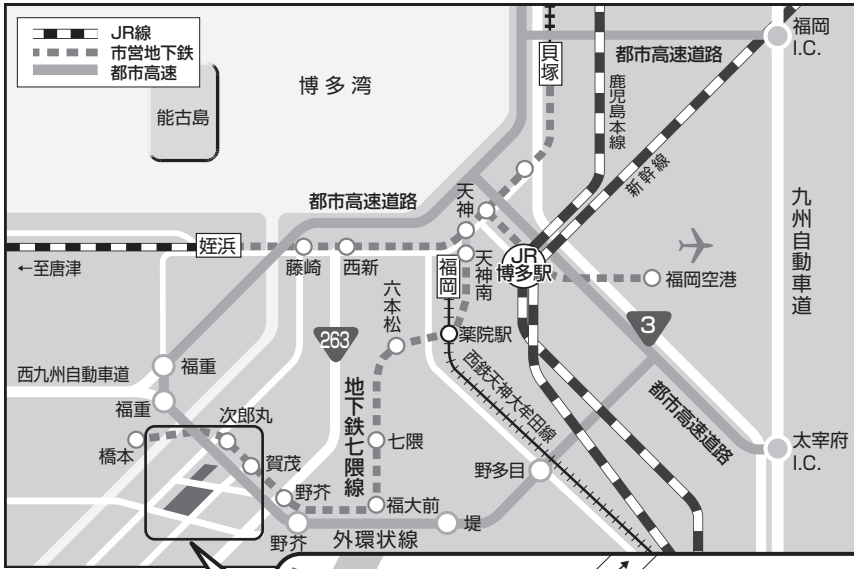 JR線
市営地下鉄
都市高速
博多湾
能古島
都市高速道路
貝塚
鹿児島本線
新幹線
福岡
I.C.
都市高速道路
天神
九州自動車道
姪浜
←至唐津
藤崎
西新
福岡
天神南
JR
博多駅
福岡空港
六本松
263
薬院駅
3
西九州自動車道
福重
福重
地下鉄七隈線
西鉄天神大牟田線
都市高速道路
次郎丸
橋本
賀茂
七隈
野多目
太宰府
I.C.
野芥
福大前
野芥
外環状線
堤